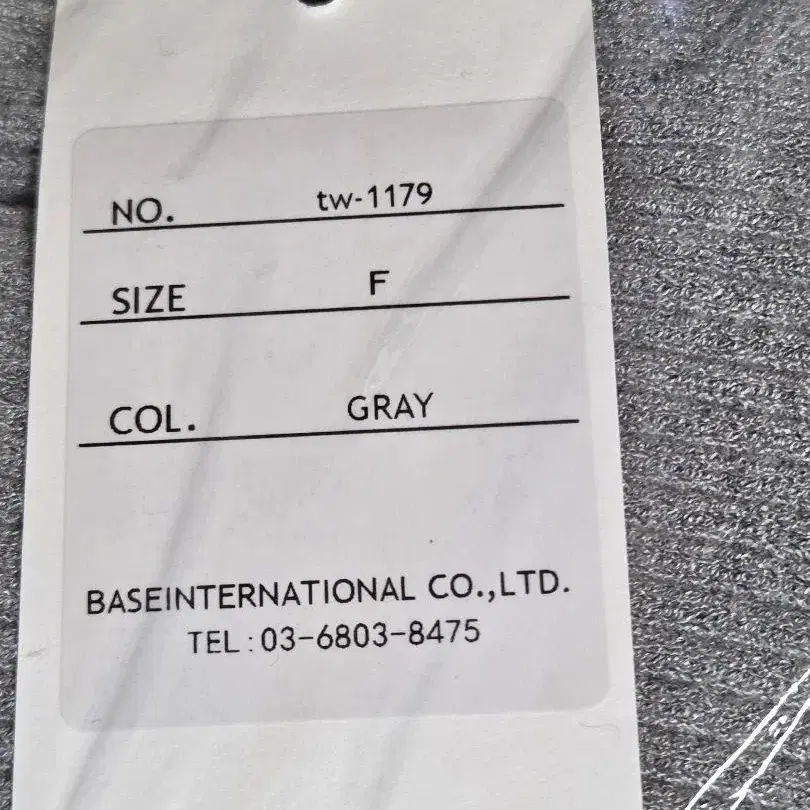 NO. tw-1179
SIZE F
COL. GRAY
BASEINTERNATIONAL CO.,LTD.
TEL:03-6803-8475